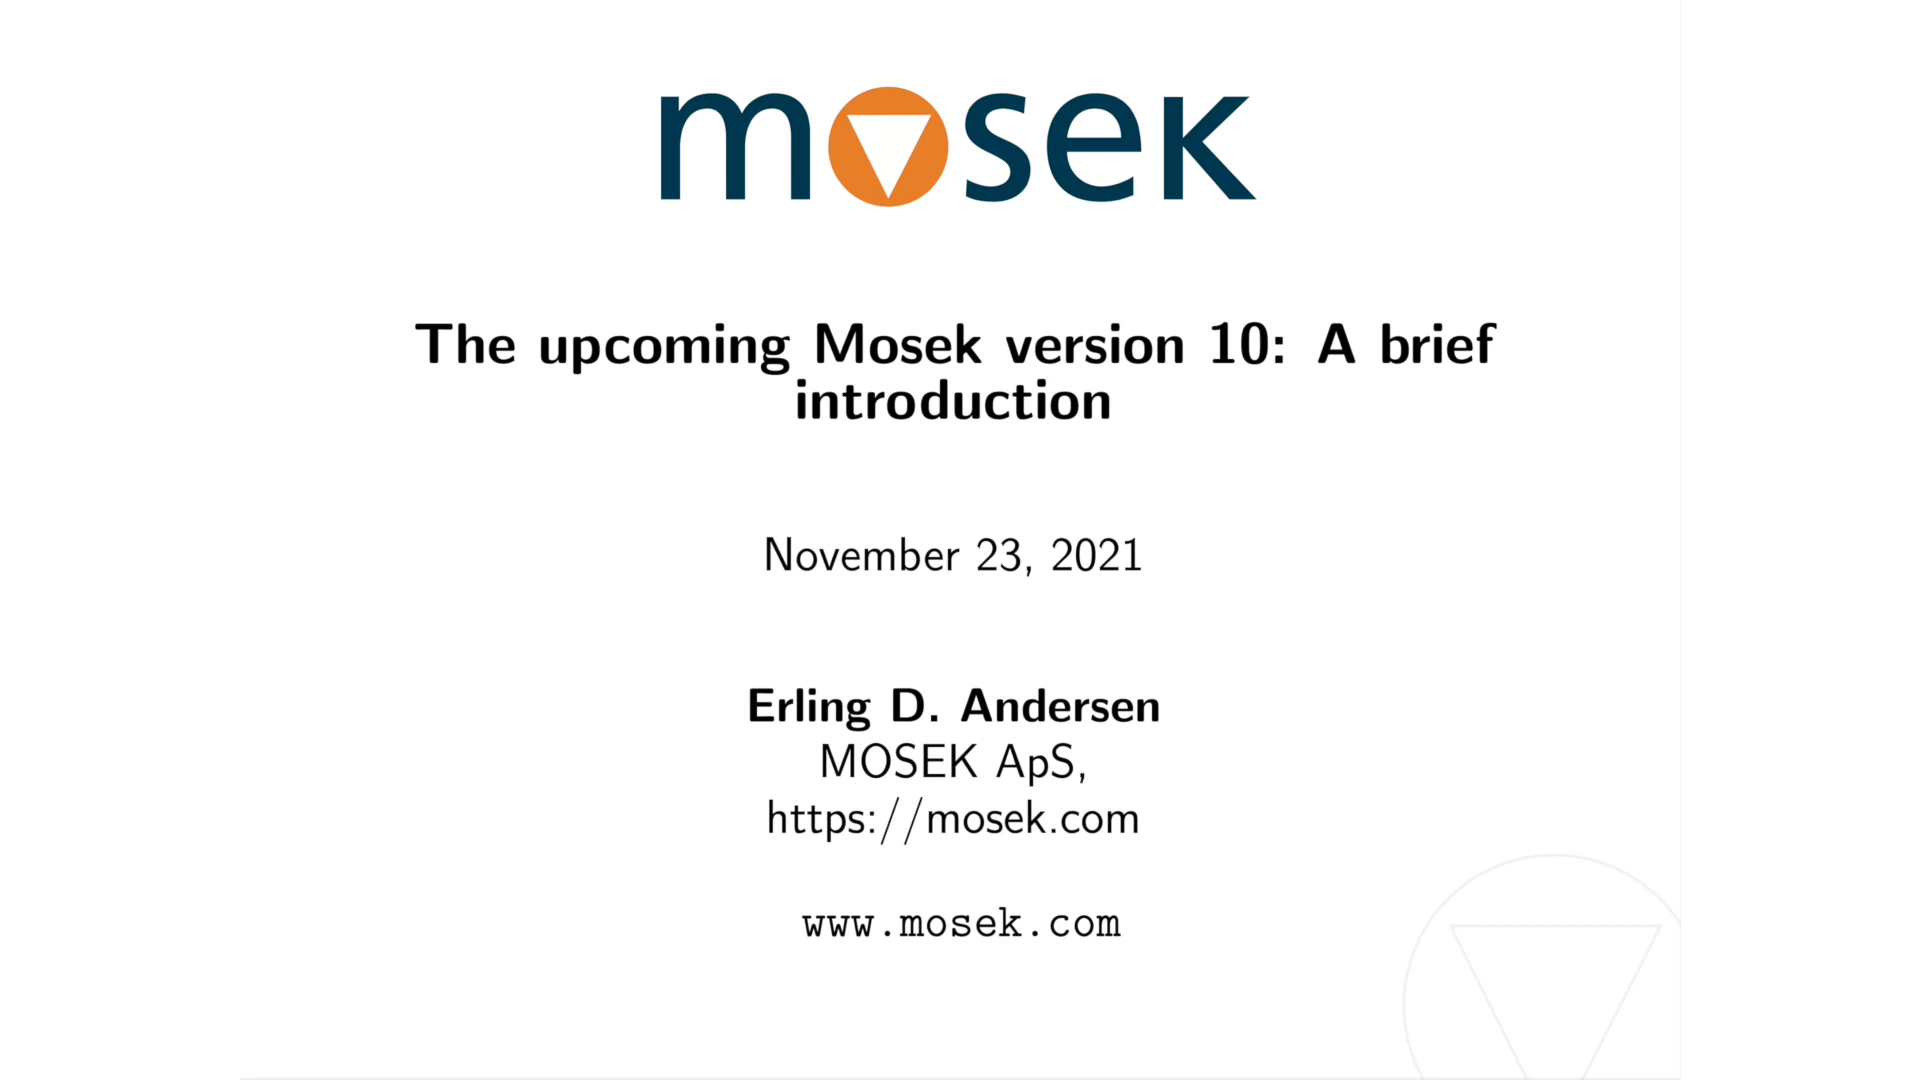 mosek
The upcoming Mosek version 10: A brief
introduction
November 23, 2021
Erling D. Andersen
MOSEK ApS,
https://mosek.com
www.mosek.com